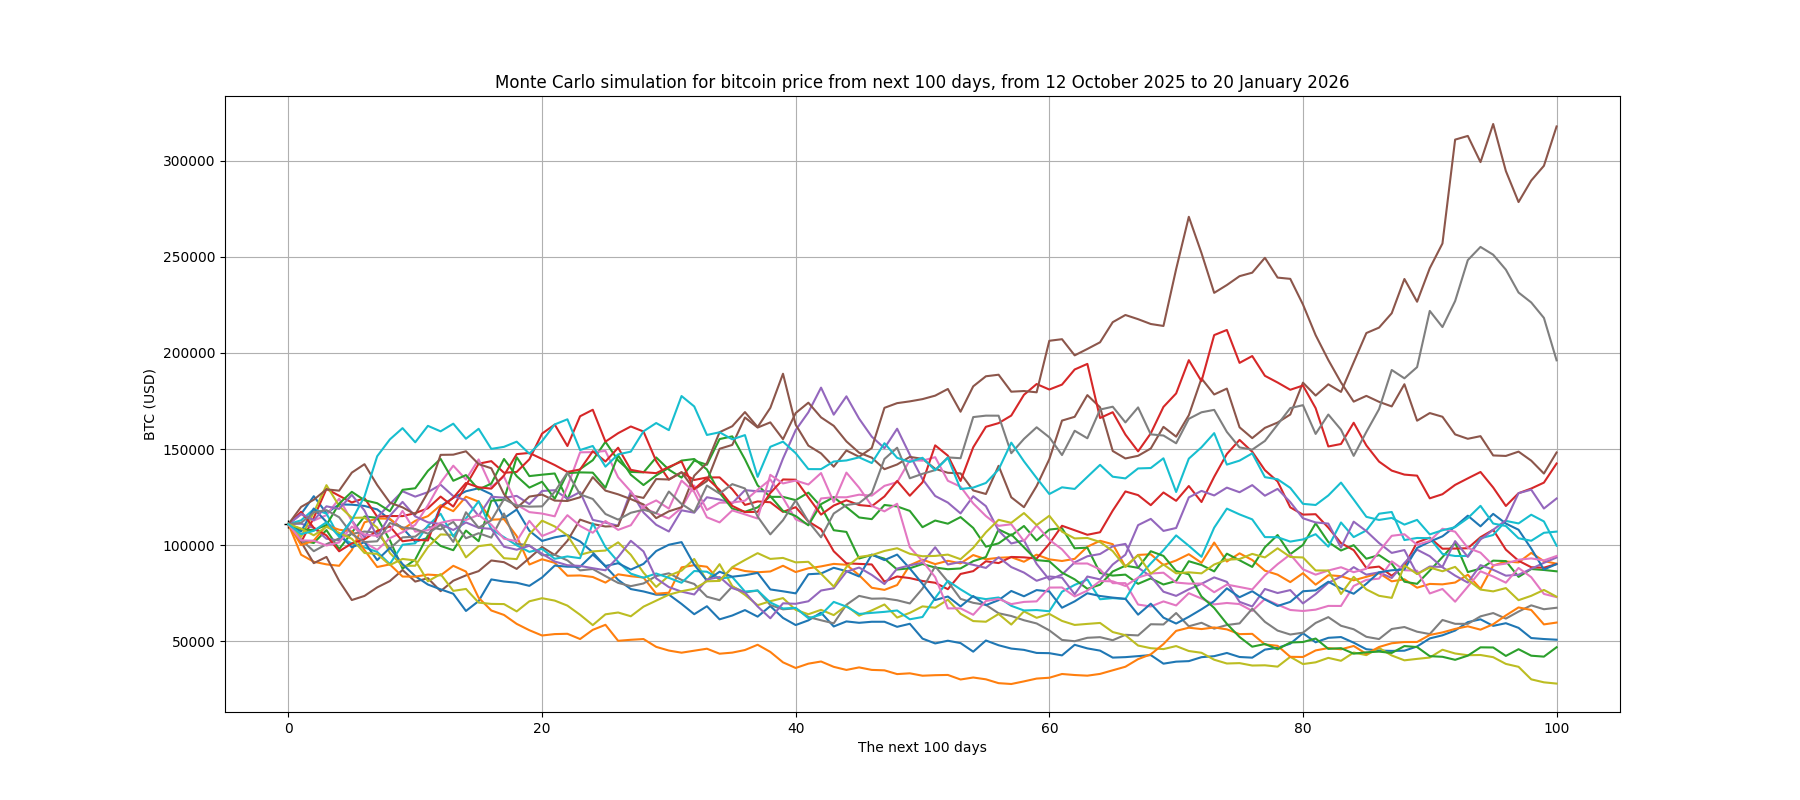 Monte Carlo simulation for bitcoin price from next 100 days, from 12 October 2025 to 20 January 2026
300000
250000
200000
150000
100000
50000
BTC (USD)
0 20 40 60 80 100
The next 100 days